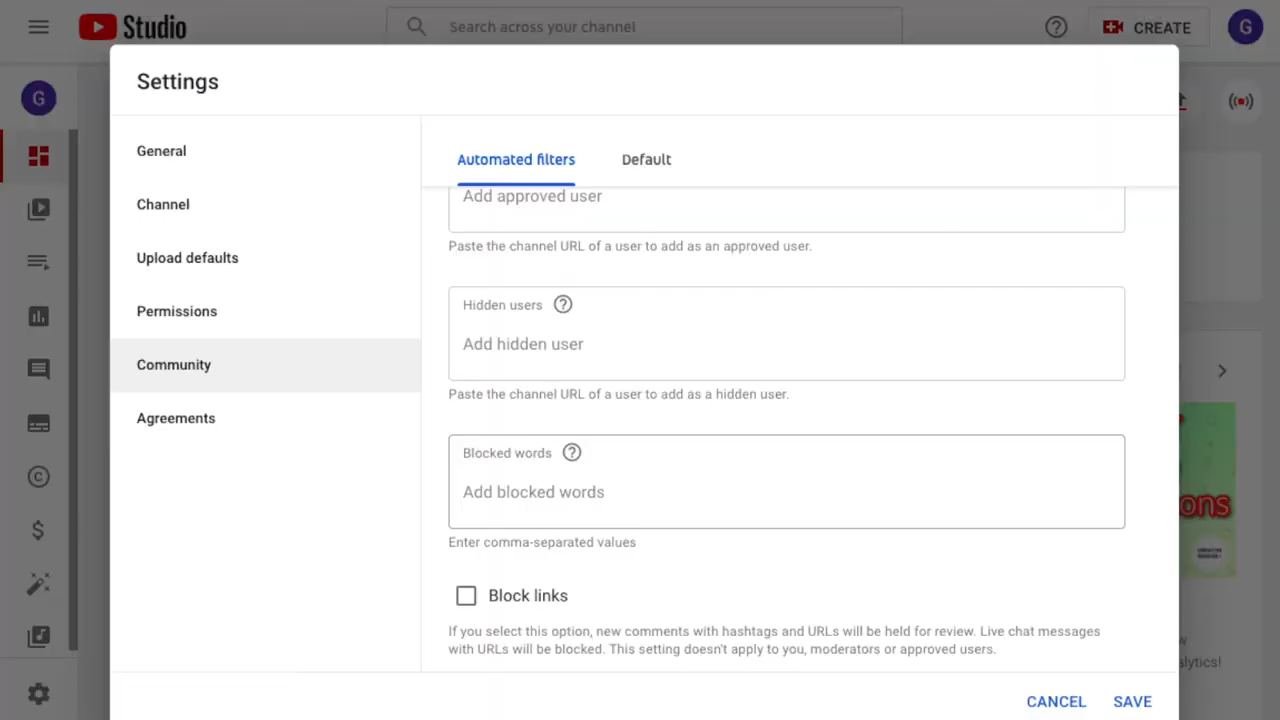 Studio
Search across your channel
CREATE
G
G
Settings
General
Channel
Upload defaults
Permissions
Community
Agreements
Automated filters
Default
Add approved user
Paste the channel URL of a user to add as an approved user.
Hidden users
Add hidden user
Paste the channel URL of a user to add as a hidden user.
Blocked words
Add blocked words
Enter comma-separated values
Block links
If you select this option, new comments with hashtags and URLs will be held for review. Live chat messages
with URLs will be blocked. This setting doesn't apply to you, moderators or approved users.
CANCEL
SAVE